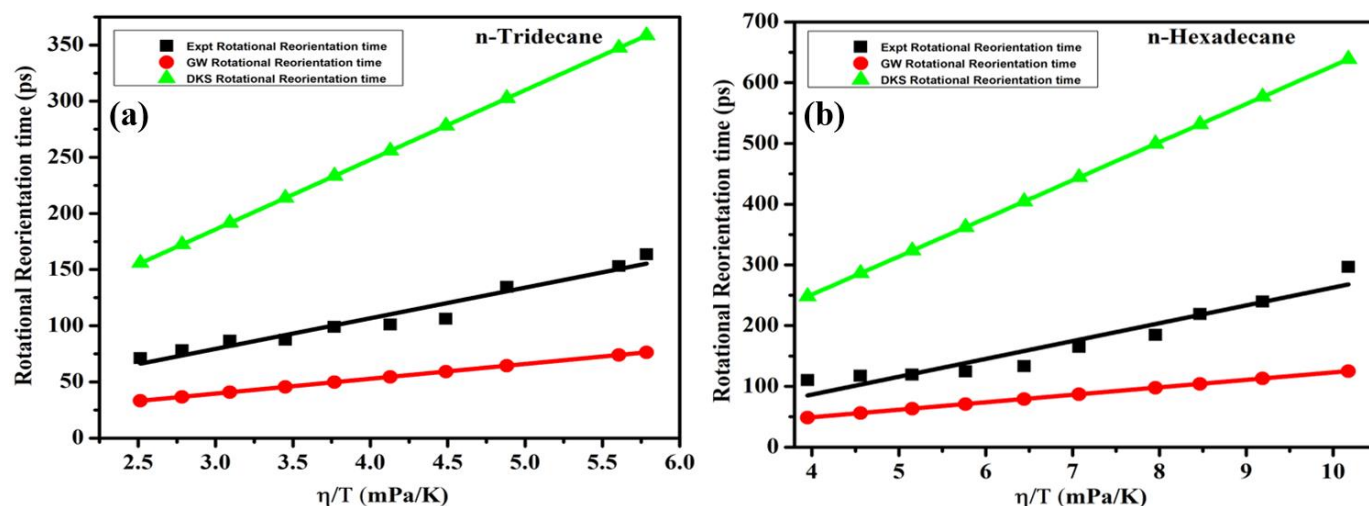 n-Tridecane
Expt Rotational Reorientation time
GW Rotational Reorientation time
DKS Rotational Reorientation time
(a)
Rotational Reorientation time (ps)
350
300
250
200
150
100
50
0
2.5 3.0 3.5 4.0 4.5 5.0 5.5 6.0
η/T (mPa/K)
n-Hexadecane
Expt Rotational Reorientation time
GW Rotational Reorientation time
DKS Rotational Reorientation time
(b)
Rotational Reorientation time (ps)
700
600
500
400
300
200
100
0
4 5 6 7 8 9 10
η/T (mPa/K)